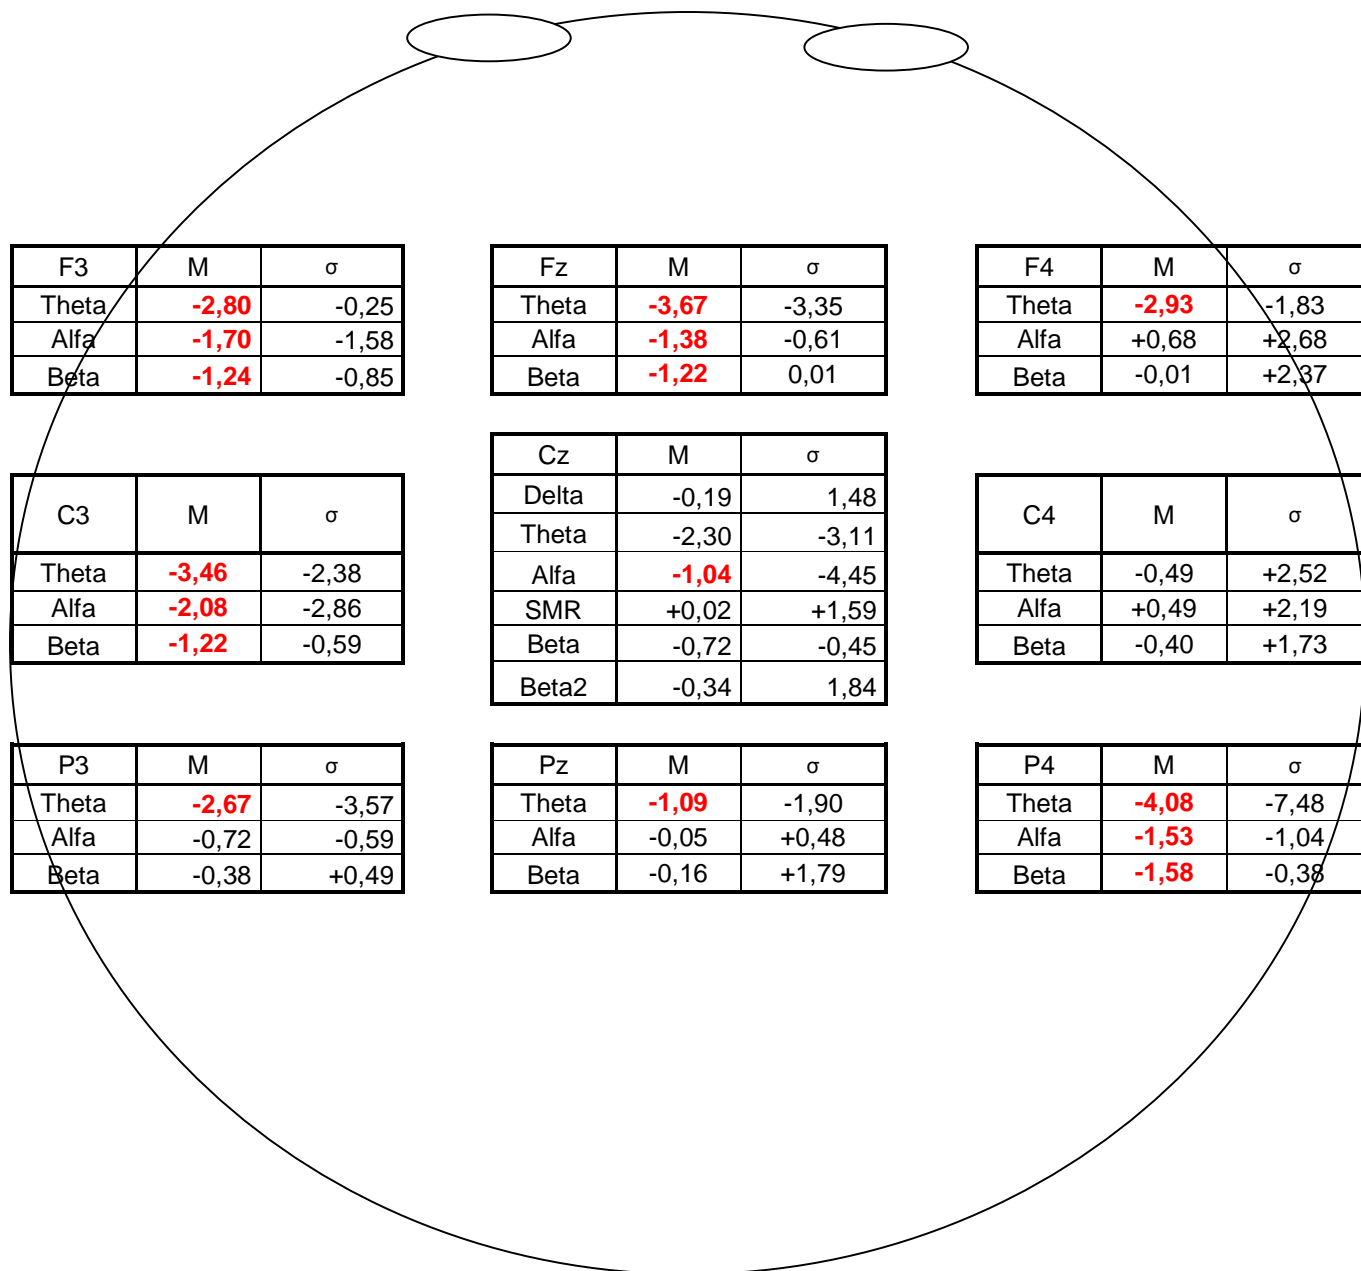 F3 M σ
Theta -2,80 -0,25
Alfa -1,70 -1,58
Beta -1,24 -0,85
Fz M σ
Theta -3,67 -3,35
Alfa -1,38 -0,61
Beta -1,22 0,01
F4 M σ
Theta -2,93 -1,83
Alfa +0,68 +2,68
Beta -0,01 +2,37
C3 M σ
Theta -3,46 -2,38
Alfa -2,08 -2,86
Beta -1,22 -0,59
Cz M σ
Delta -0,19 1,48
Theta -2,30 -3,11
Alfa -1,04 -4,45
SMR +0,02 +1,59
Beta -0,72 -0,45
Beta2 -0,34 1,84
C4 M σ
Theta -0,49 +2,52
Alfa +0,49 +2,19
Beta -0,40 +1,73
P3 M σ
Theta -2,67 -3,57
Alfa -0,72 -0,59
Beta -0,38 +0,49
Pz M σ
Theta -1,09 -1,90
Alfa -0,05 +0,48
Beta -0,16 +1,79
P4 M σ
Theta -4,08 -7,48
Alfa -1,53 -1,04
Beta -1,58 -0,38